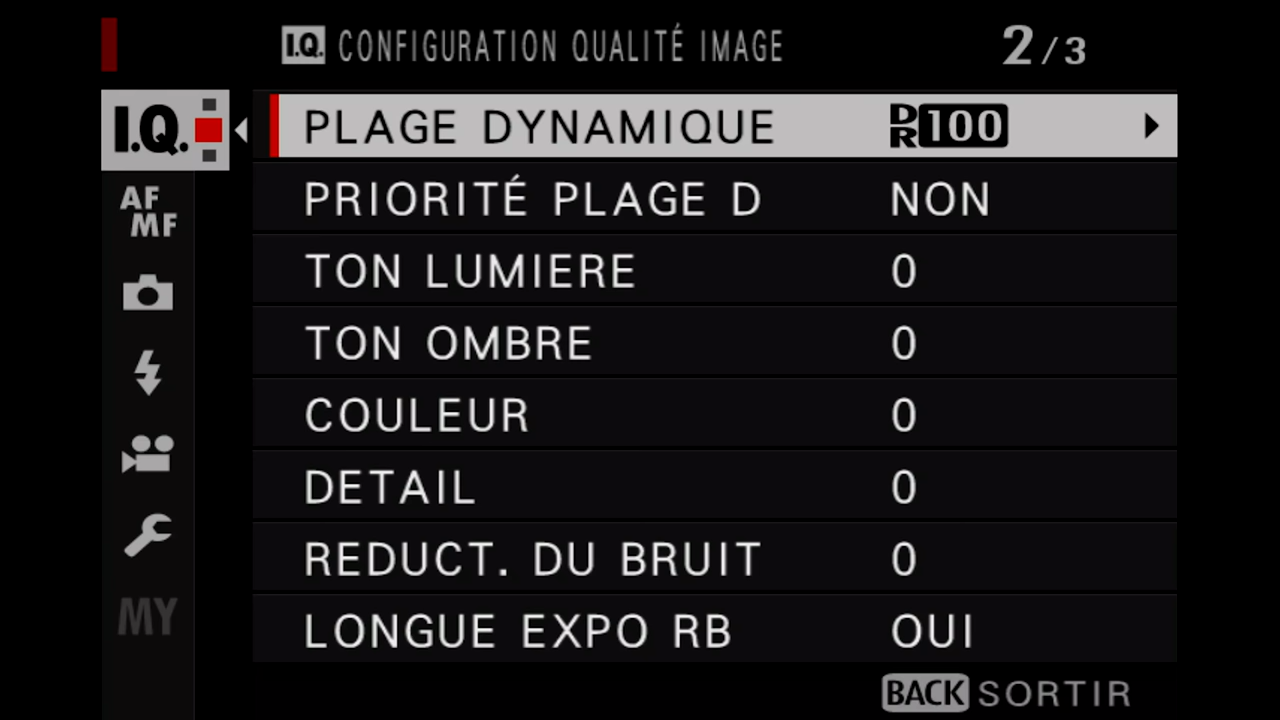 I.Q. CONFIGURATION QUALITÉ IMAGE 2/3
I.Q.
PLAGE DYNAMIQUE DR100
AF
MF
PRIORITÉ PLAGE D NON
TON LUMIERE 0
TON OMBRE 0
COULEUR 0
DETAIL 0
REDUCT. DU BRUIT 0
MY
LONGUE EXPO RB OUI
BACK SORTIR